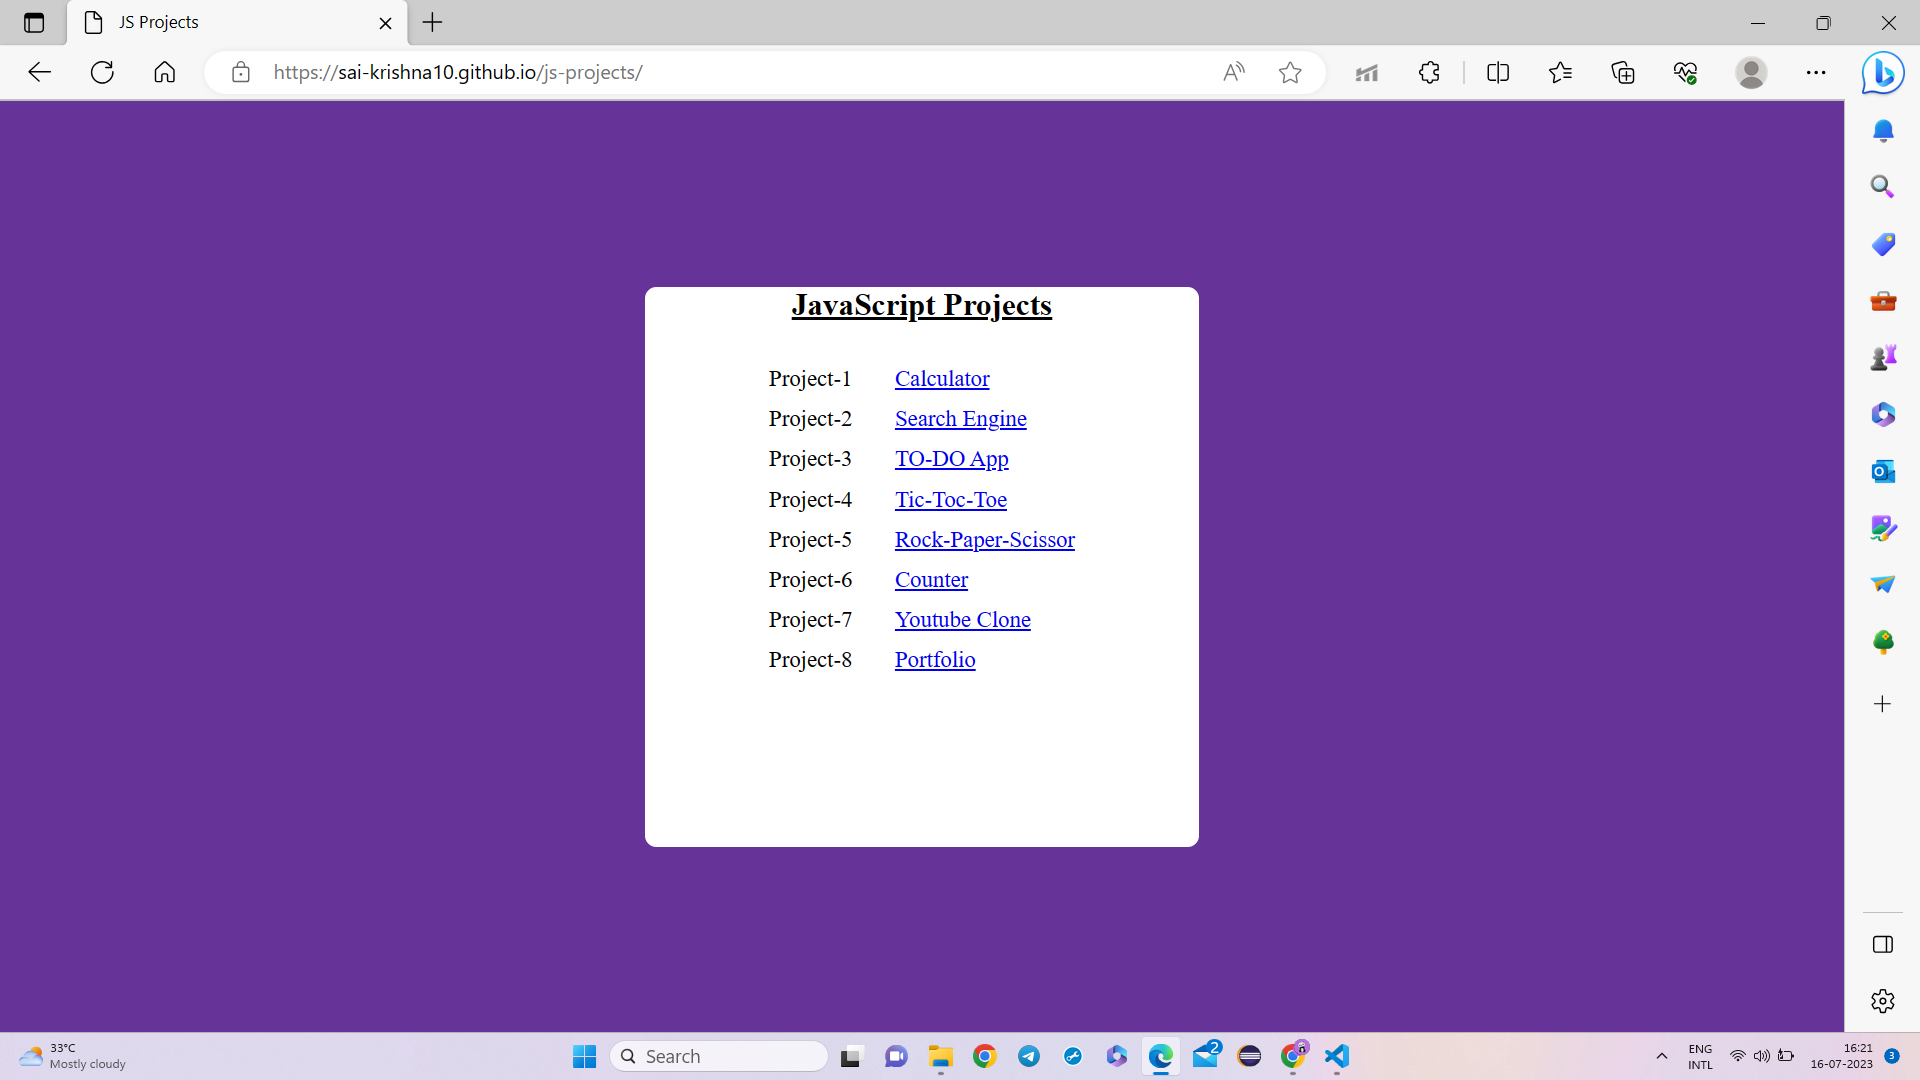 JS Projects
https://sai-krishna10.github.io/js-projects/
JavaScript Projects
Project-1 Calculator
Project-2 Search Engine
Project-3 TO-DO App
Project-4 Tic-Toc-Toe
Project-5 Rock-Paper-Scissor
Project-6 Counter
Project-7 Youtube Clone
Project-8 Portfolio
33°C
Mostly cloudy
Search
2
ENG
INTL
16:21
16-07-2023
3